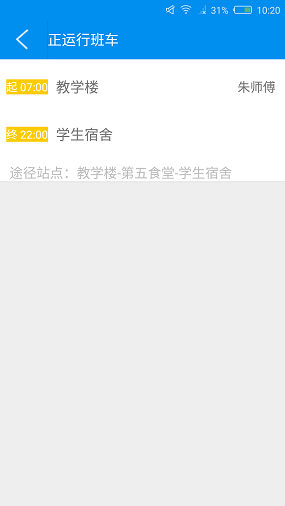 31% 10:20
正运行班车
起 07:00 教学楼 朱师傅
终 22:00 学生宿舍
途径站点：教学楼-第五食堂-学生宿舍